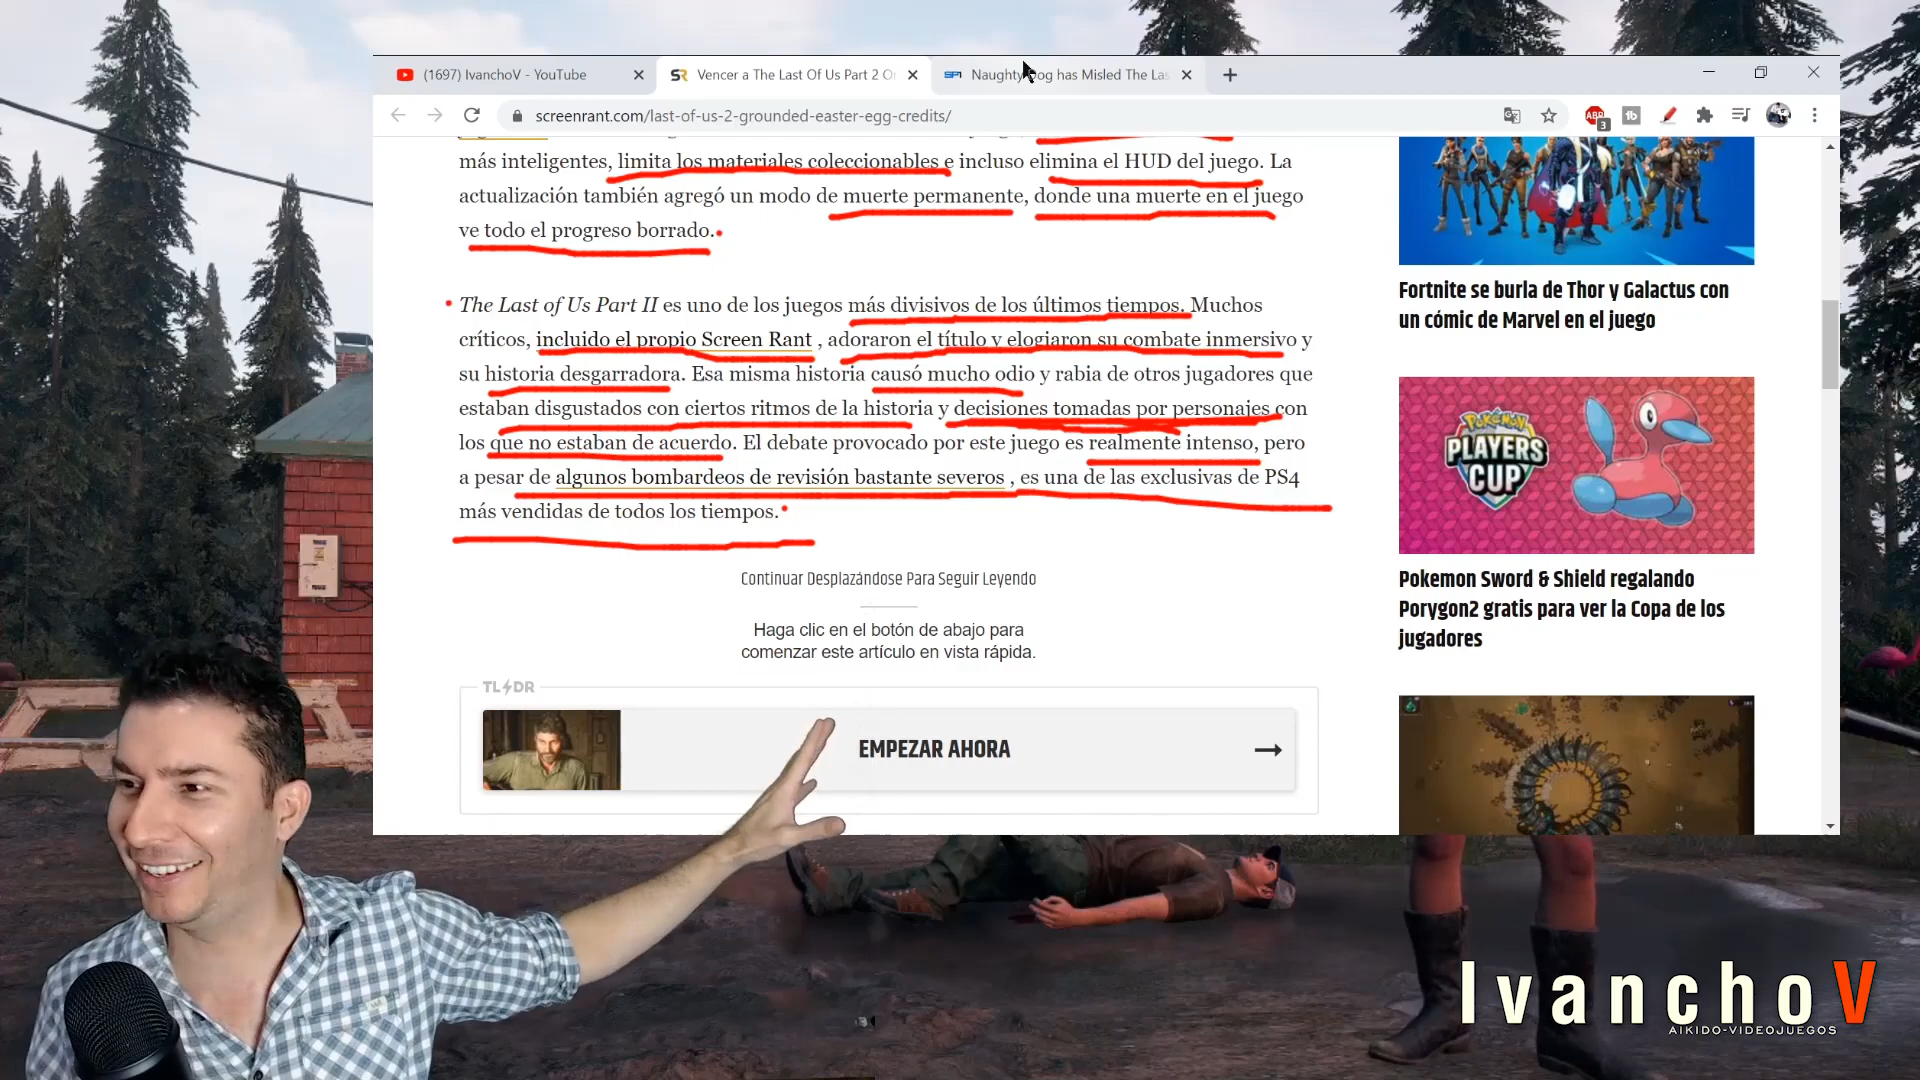 (1697) IvanchoV - YouTube
Vencer a The Last Of Us Part 2 O
Naughty Dog has Misled The Las
screenrant.com/last-of-us-2-grounded-easter-egg-credits/
ABP
3
más inteligentes, limita los materiales coleccionables e incluso elimina el HUD del juego. La
actualización también agregó un modo de muerte permanente, donde una muerte en el juego
ve todo el progreso borrado.
The Last of Us Part II es uno de los juegos más divisivos de los últimos tiempos. Muchos
críticos, incluido el propio Screen Rant , adoraron el título y elogiaron su combate inmersivo y
su historia desgarradora. Esa misma historia causó mucho odio y rabia de otros jugadores que
estaban disgustados con ciertos ritmos de la historia y decisiones tomadas por personajes con
los que no estaban de acuerdo. El debate provocado por este juego es realmente intenso, pero
a pesar de algunos bombardeos de revisión bastante severos , es una de las exclusivas de PS4
más vendidas de todos los tiempos.
Continuar Desplazándose Para Seguir Leyendo
Haga clic en el botón de abajo para
comenzar este artículo en vista rápida.
TL DR
EMPEZAR AHORA
Fortnite se burla de Thor y Galactus con
un cómic de Marvel en el juego
POKÉMON
PLAYERS
CUP
Pokemon Sword & Shield regalando
Porygon2 gratis para ver la Copa de los
jugadores
IvanchoV
AIKIDO-VIDEOJUEGOS